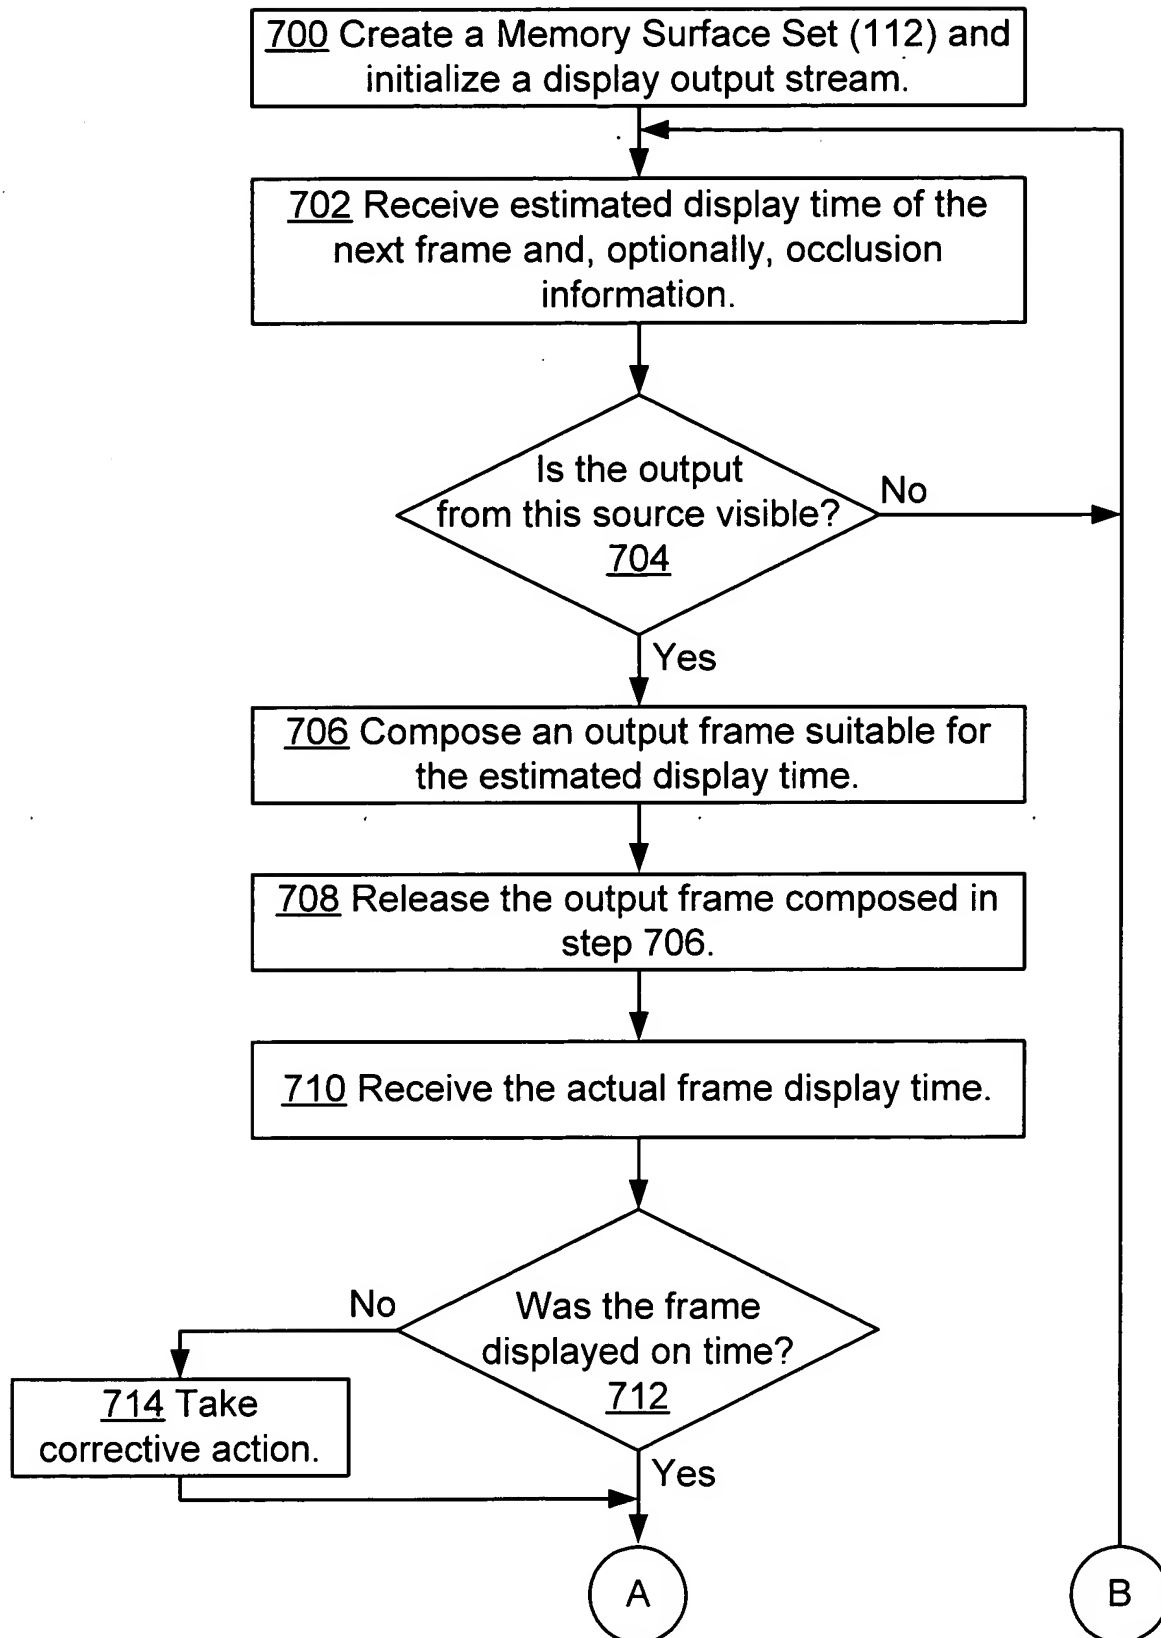 700 Create a Memory Surface Set (112) and
initialize a display output stream.
702 Receive estimated display time of the
next frame and, optionally, occlusion
information.
Is the output
from this source visible?
704
No
Yes
706 Compose an output frame suitable for
the estimated display time.
708 Release the output frame composed in
step 706.
710 Receive the actual frame display time.
No
Was the frame
displayed on time?
712
714 Take
corrective action.
Yes
A
B